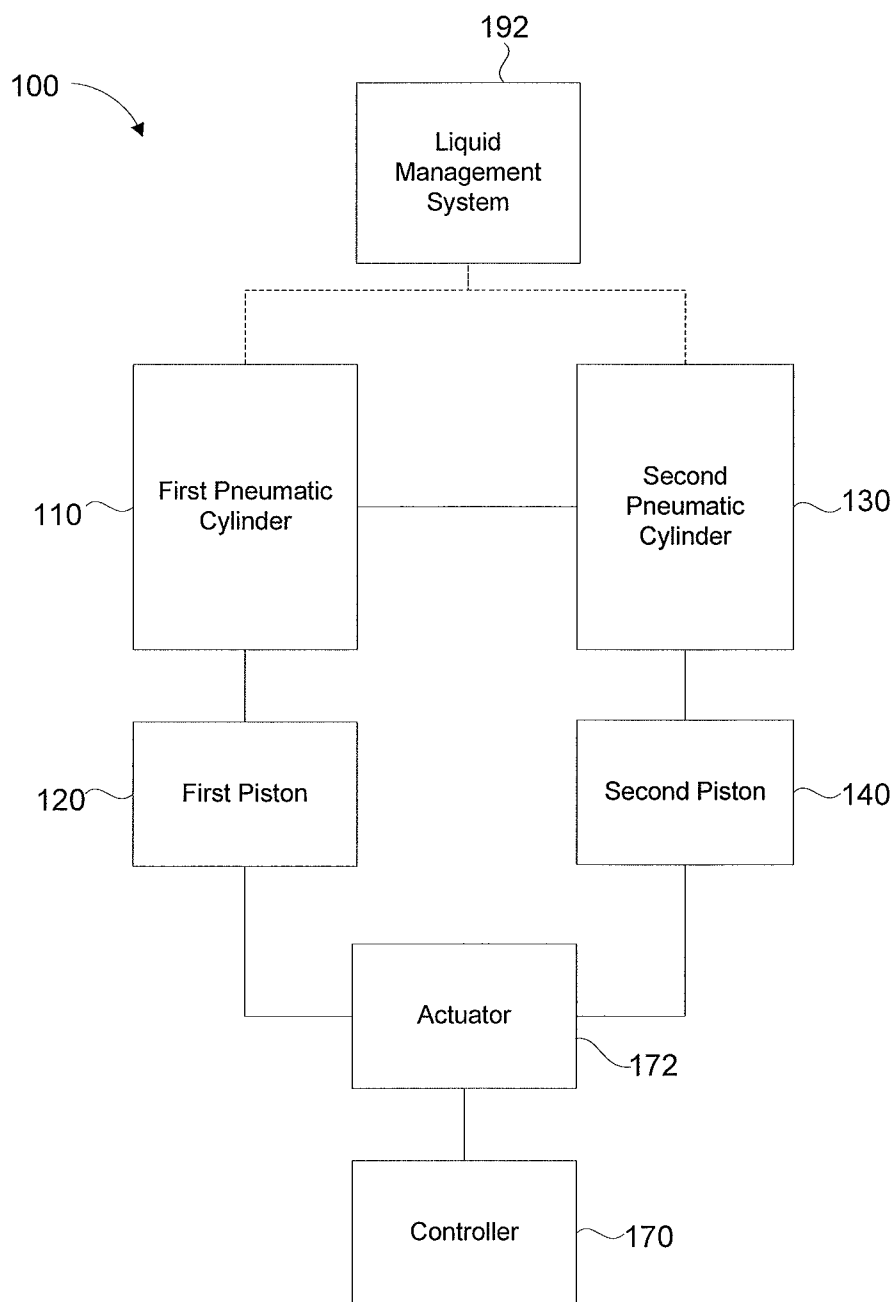 192
100
Liquid
Management
System
First Pneumatic
Cylinder
110
Second
Pneumatic
Cylinder
130
First Piston
120
Second Piston
140
Actuator
172
Controller
170